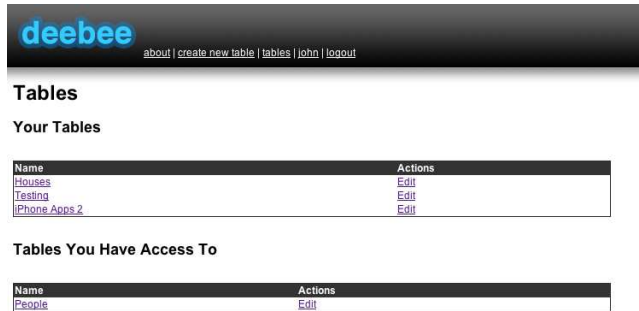 deebee
about | create new table | tables | john | logout
Tables
Your Tables
Name Actions
Houses Edit
Testing Edit
iPhone Apps 2 Edit
Tables You Have Access To
Name Actions
People Edit